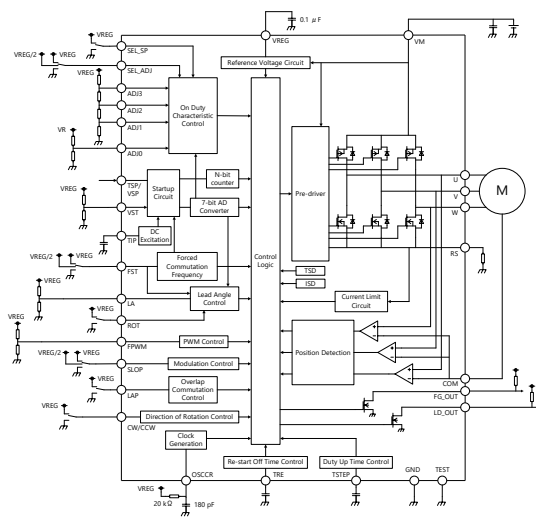 VREG
0.1 μF
VREG
VM
SEL_SP
Reference Voltage Circuit
VREG/2
VREG
SEL_ADJ
VREG
ADJ3
ADJ2
ADJ1
VR
ADJ0
On Duty
Characteristic
Control
Pre-driver
N-bit
counter
TSP/
VSP
Startup
Circuit
7-bit AD
Converter
VREG
VST
TIP
DC
Excitation
U
V
W
M
VREG/2
VREG
FST
Forced
Commutation
Frequency
Control
Logic
TSD
ISD
RS
LA
Lead Angle
Control
Current Limit
Circuit
VREG
ROT
VREG
FPWM
PWM Control
VREG/2
VREG
SLOP
Modulation Control
Position Detection
VREG
LAP
Overlap
Commutation
Control
COM
FG_OUT
VREG
CW/CCW
Direction of Rotation Control
LD_OUT
Clock
Generation
Re-start Off Time Control
Duty Up Time Control
OSCCR
TRE
TSTEP
GND
TEST
VREG
20 kΩ
180 pF